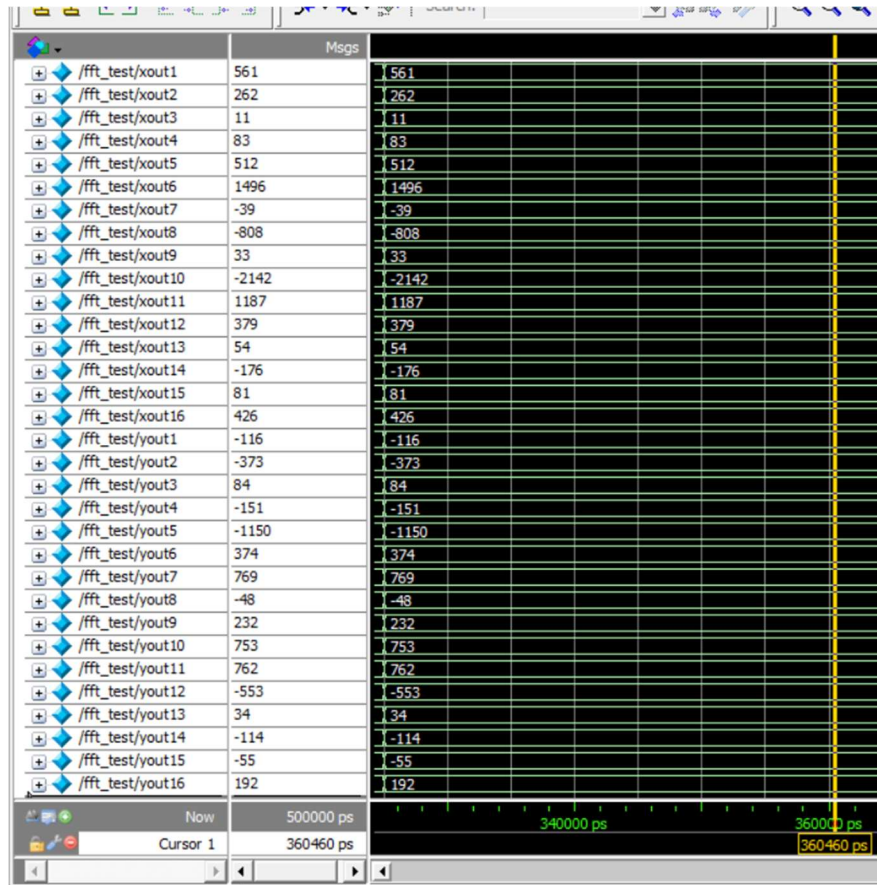 Search:
Msgs
/fft_test/xout1 561 561
/fft_test/xout2 262 262
/fft_test/xout3 11 11
/fft_test/xout4 83 83
/fft_test/xout5 512 512
/fft_test/xout6 1496 1496
/fft_test/xout7 -39 -39
/fft_test/xout8 -808 -808
/fft_test/xout9 33 33
/fft_test/xout10 -2142 -2142
/fft_test/xout11 1187 1187
/fft_test/xout12 379 379
/fft_test/xout13 54 54
/fft_test/xout14 -176 -176
/fft_test/xout15 81 81
/fft_test/xout16 426 426
/fft_test/yout1 -116 -116
/fft_test/yout2 -373 -373
/fft_test/yout3 84 84
/fft_test/yout4 -151 -151
/fft_test/yout5 -1150 -1150
/fft_test/yout6 374 374
/fft_test/yout7 769 769
/fft_test/yout8 -48 -48
/fft_test/yout9 232 232
/fft_test/yout10 753 753
/fft_test/yout11 762 762
/fft_test/yout12 -553 -553
/fft_test/yout13 34 34
/fft_test/yout14 -114 -114
/fft_test/yout15 -55 -55
/fft_test/yout16 192 192
Now 500000 ps 340000 ps 360000 ps
Cursor 1 360460 ps 360460 ps